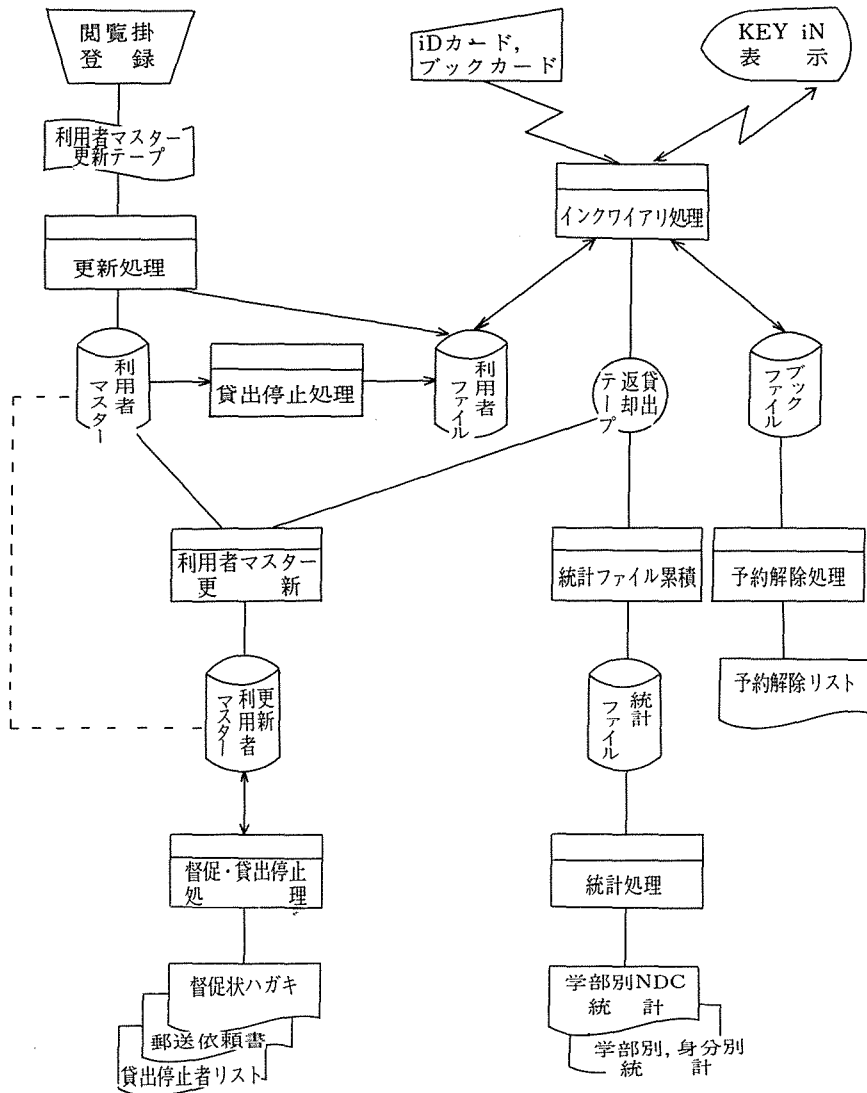 閲覧掛
登録
iDカード,
ブックカード
KEY iN
表示
利用者マスター
更新テープ
インクワイアリ処理
更新処理
利用者
マスター
貸出停止処理
利用者
ファイル
貸出
返却
テープ
ブック
ファイル
利用者マスター
更新
統計ファイル累積
予約解除処理
更新
利用者
マスター
統計
ファイル
予約解除リスト
督促・貸出停止
処理
統計処理
督促状ハガキ
郵送依頼書
貸出停止者リスト
学部別NDC
統計
学部別, 身分別
統計